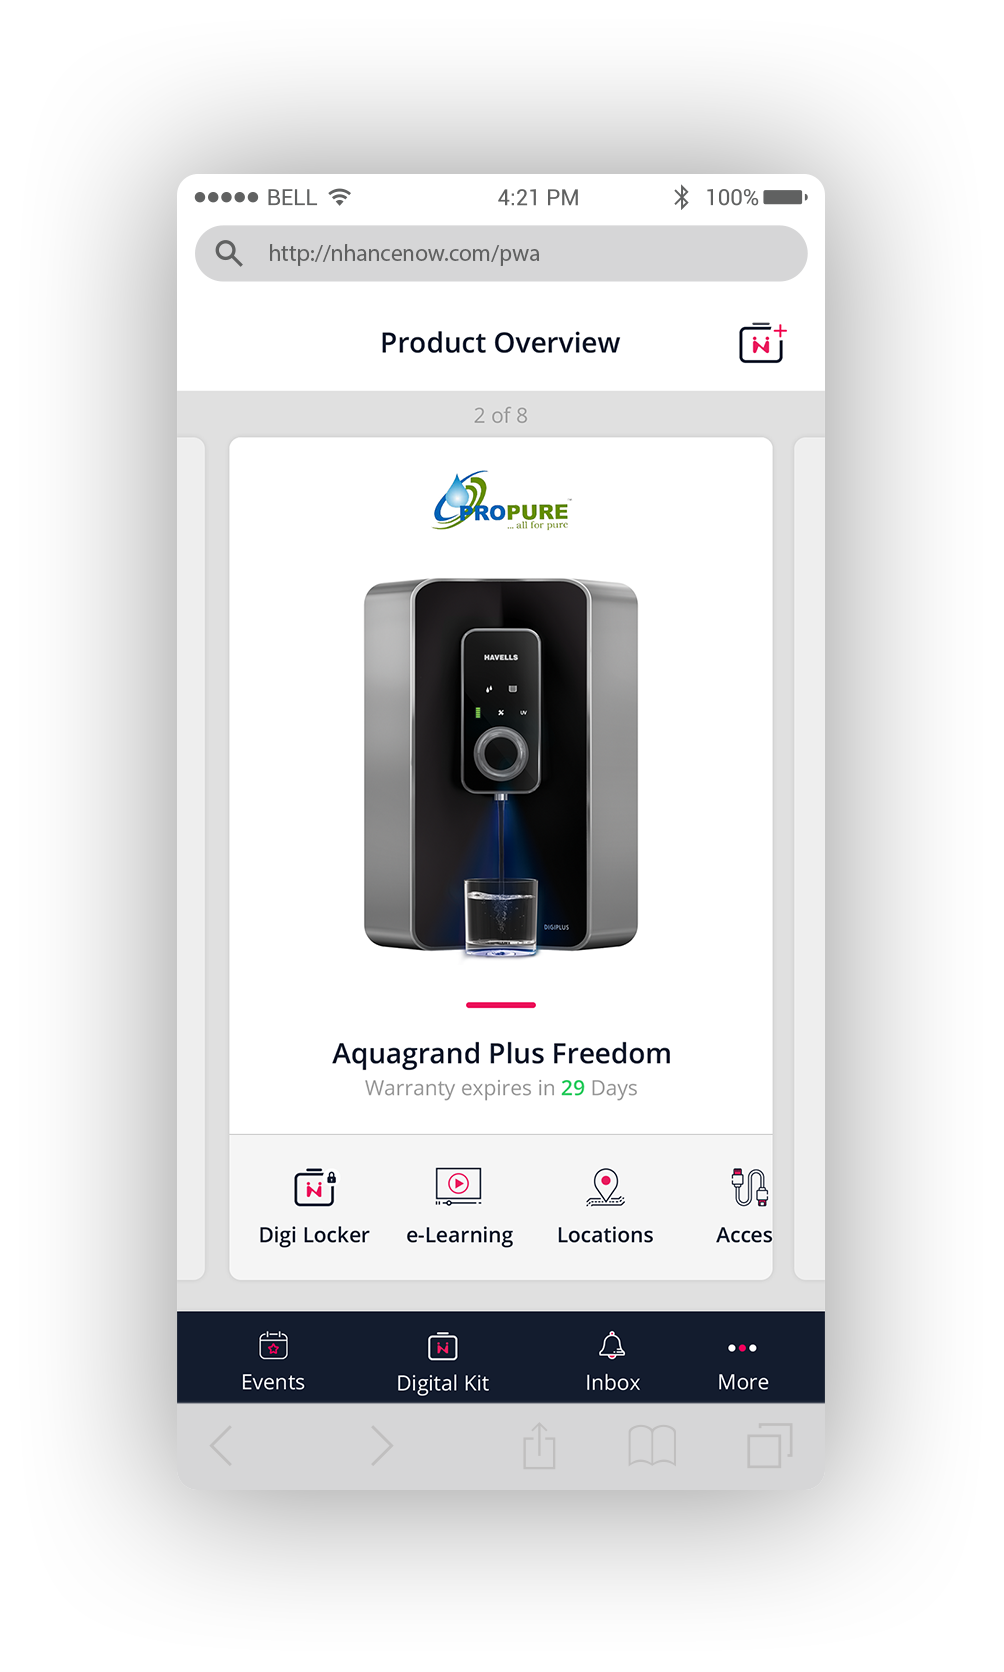 BELL 4:21 PM 100%
http://nhancenow.com/pwa
Product Overview
2 of 8
PROPURE
... all for pure
HAVELLS
UV
DIGIPLUS
Aquagrand Plus Freedom
Warranty expires in 29 Days
Digi Locker e-Learning Locations Acces
Events Digital Kit Inbox More